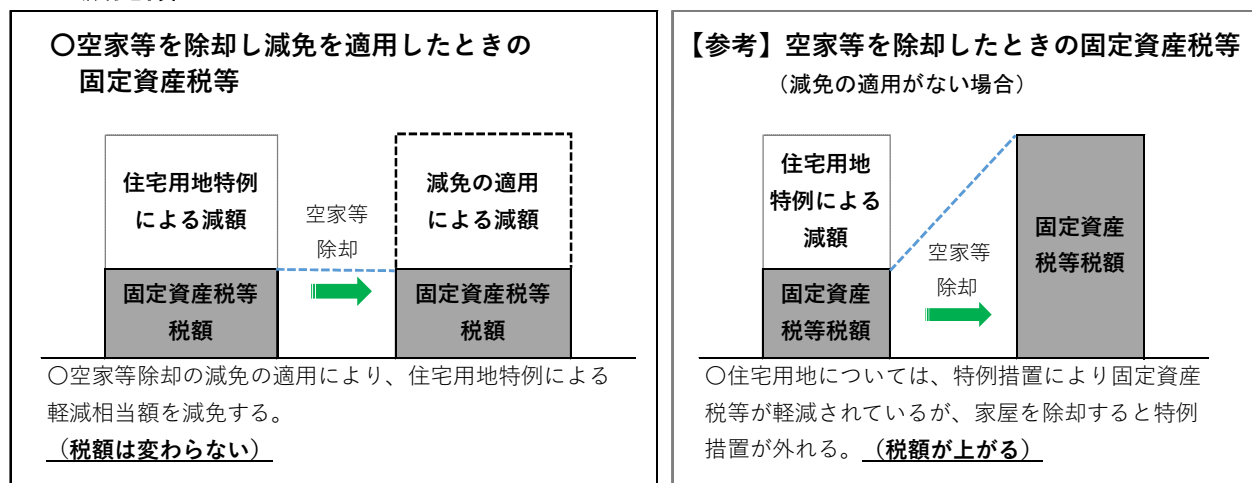 〇空家等を除却し減免を適用したときの
固定資産税等
住宅用地特例
による減額
空家等
除却
減免の適用
による減額
固定資産税等
税額
固定資産税等
税額
〇空家等除却の減免の適用により、住宅用地特例による
軽減相当額を減免する。
（税額は変わらない）
【参考】空家等を除却したときの固定資産税等
（減免の適用がない場合）
住宅用地
特例による
減額
空家等
除却
固定資産
税等税額
固定資産
税等税額
〇住宅用地については、特例措置により固定資産
税等が軽減されているが、家屋を除却すると特例
措置が外れる。（税額が上がる）